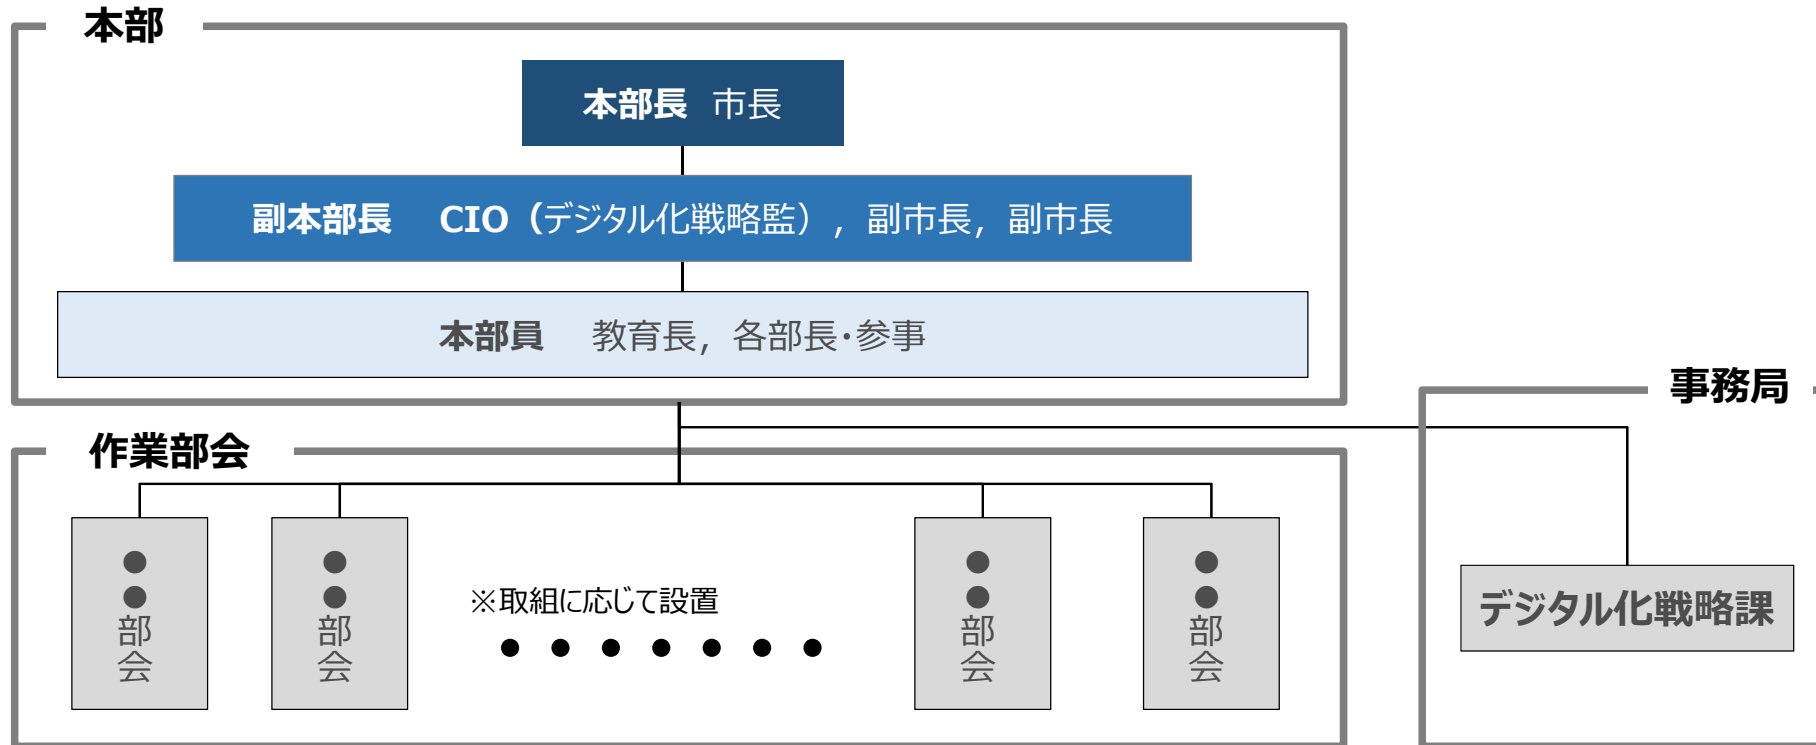 本部
本部長 市長
副本部長 CIO（デジタル化戦略監）, 副市長, 副市長
本部員 教育長, 各部長・参事
事務局
作業部会
●●部会
●●部会
※取組に応じて設置
●●部会
●●部会
デジタル化戦略課